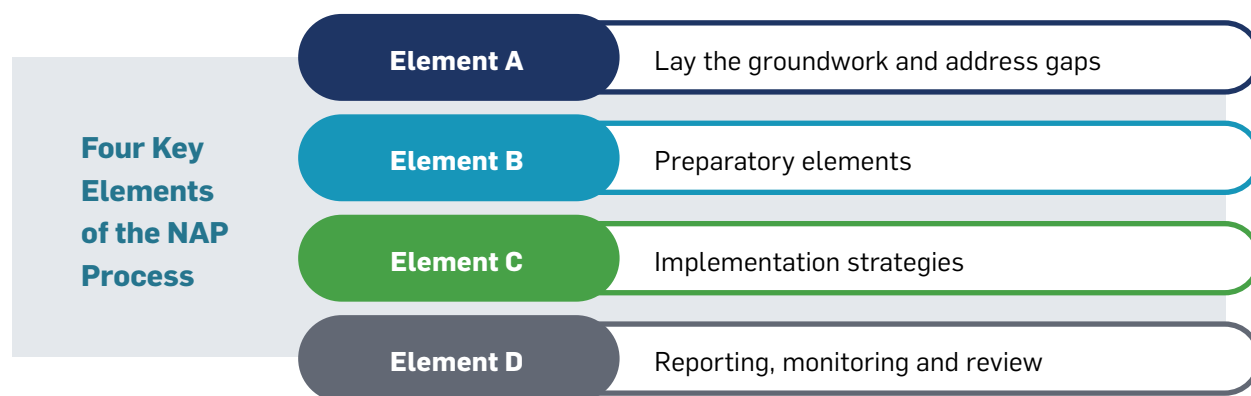 Four Key
Elements
of the NAP
Process
Element A
Lay the groundwork and address gaps
Element B
Preparatory elements
Element C
Implementation strategies
Element D
Reporting, monitoring and review